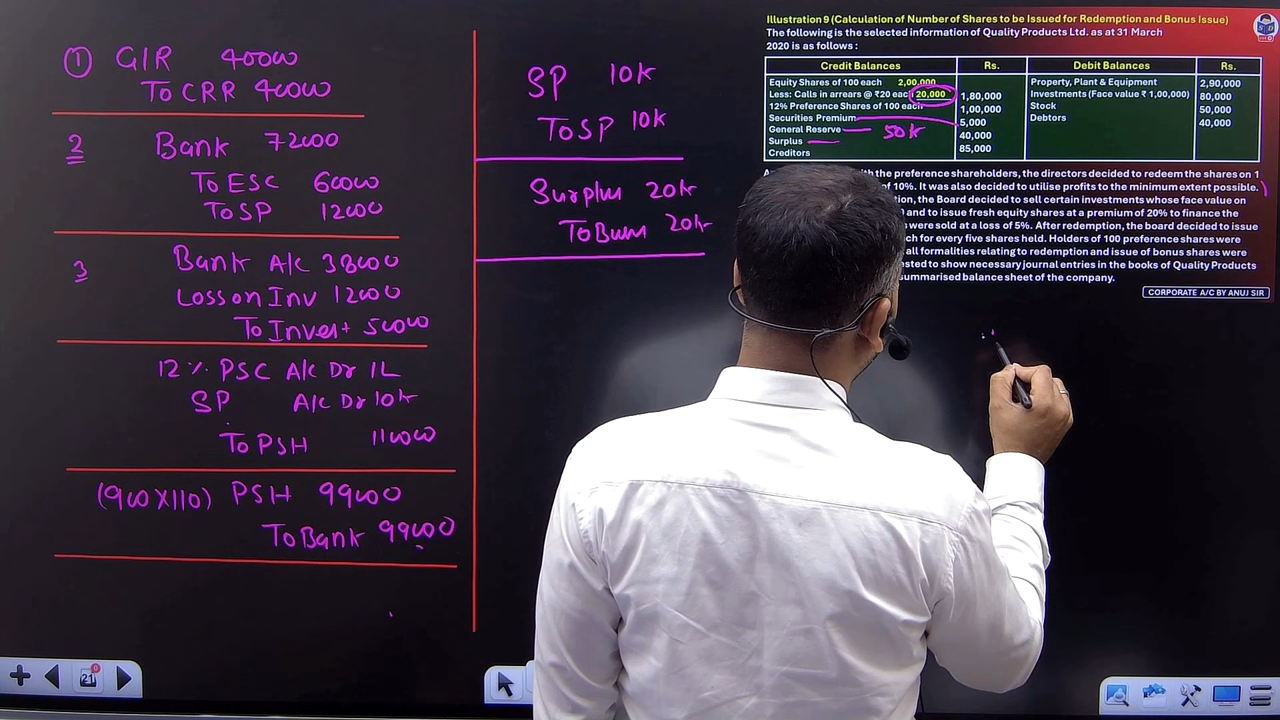 ① GIR 40000
To CRR 40000
2 Bank 72000
To ESC 60000
To SP 12000
3 Bank A/c 38000
Loss on Inv 12000
To Invest 50000
12% PSC A/c Dr 1L
SP A/c Dr 10k
To PSH 110000
(900X110) PSH 99000
To Bank 99000
SP 10k
To SP 10k
Surplus 20k
To Bum 20k
Illustration 9 (Calculation of Number of Shares to be Issued for Redemption and Bonus Issue)
The following is the selected information of Quality Products Ltd. as at 31 March
2020 is as follows :
Credit Balances Rs. Debit Balances Rs.
Equity Shares of 100 each 2,00,000 Property, Plant & Equipment 2,90,000
Less: Calls in arrears @ ₹20 each 20,000 1,80,000 Investments (Face value ₹ 1,00,000) 80,000
12% Preference Shares of 100 each 1,00,000 Stock 50,000
Securities Premium 5,000 Debtors 40,000
General Reserve 50k 40,000
Surplus 85,000
Creditors
with the preference shareholders, the directors decided to redeem the shares on 1
of 10%. It was also decided to utilise profits to the minimum extent possible.
the Board decided to sell certain investments whose face value on
and to issue fresh equity shares at a premium of 20% to finance the
were sold at a loss of 5%. After redemption, the board decided to issue
for every five shares held. Holders of 100 preference shares were
all formalities relating to redemption and issue of bonus shares were
to show necessary journal entries in the books of Quality Products
summarised balance sheet of the company.
CORPORATE A/C BY ANUJ SIR
21